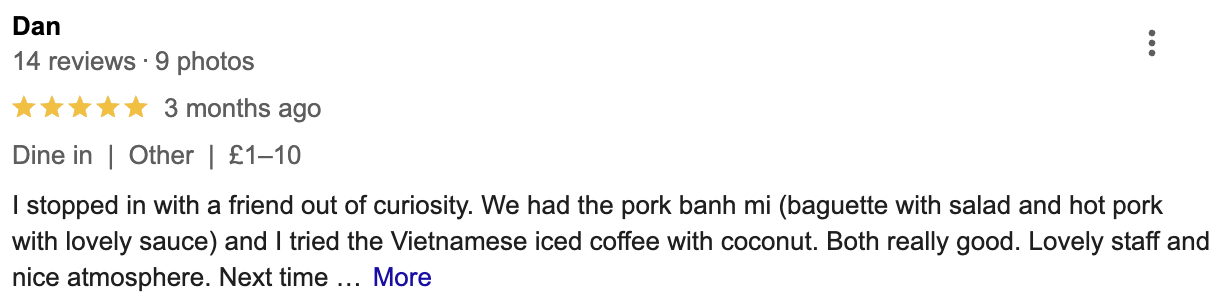 Dan
14 reviews · 9 photos
3 months ago
Dine in | Other | £1–10
I stopped in with a friend out of curiosity. We had the pork banh mi (baguette with salad and hot pork
with lovely sauce) and I tried the Vietnamese iced coffee with coconut. Both really good. Lovely staff and
nice atmosphere. Next time … More